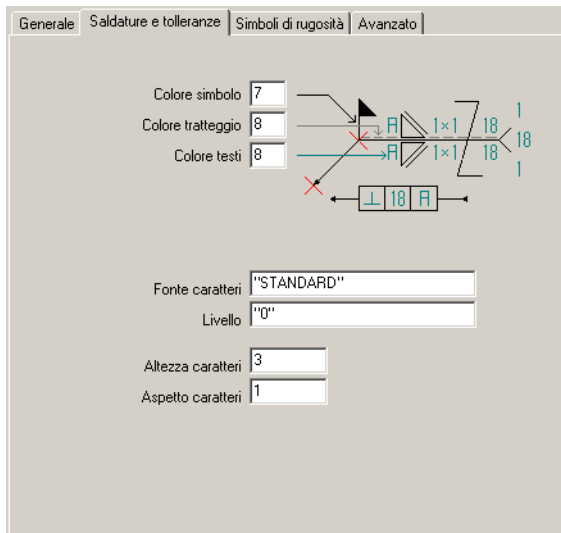 Generale Saldature e tolleranze Simboli di rugosità Avanzato
Colore simbolo 7
Colore tratteggio 8
Colore testi 8
A 1×1 18 1
18
A 1×1 18 1
⊥ 18 A
Fonte caratteri "STANDARD"
Livello "0"
Altezza caratteri 3
Aspetto caratteri 1